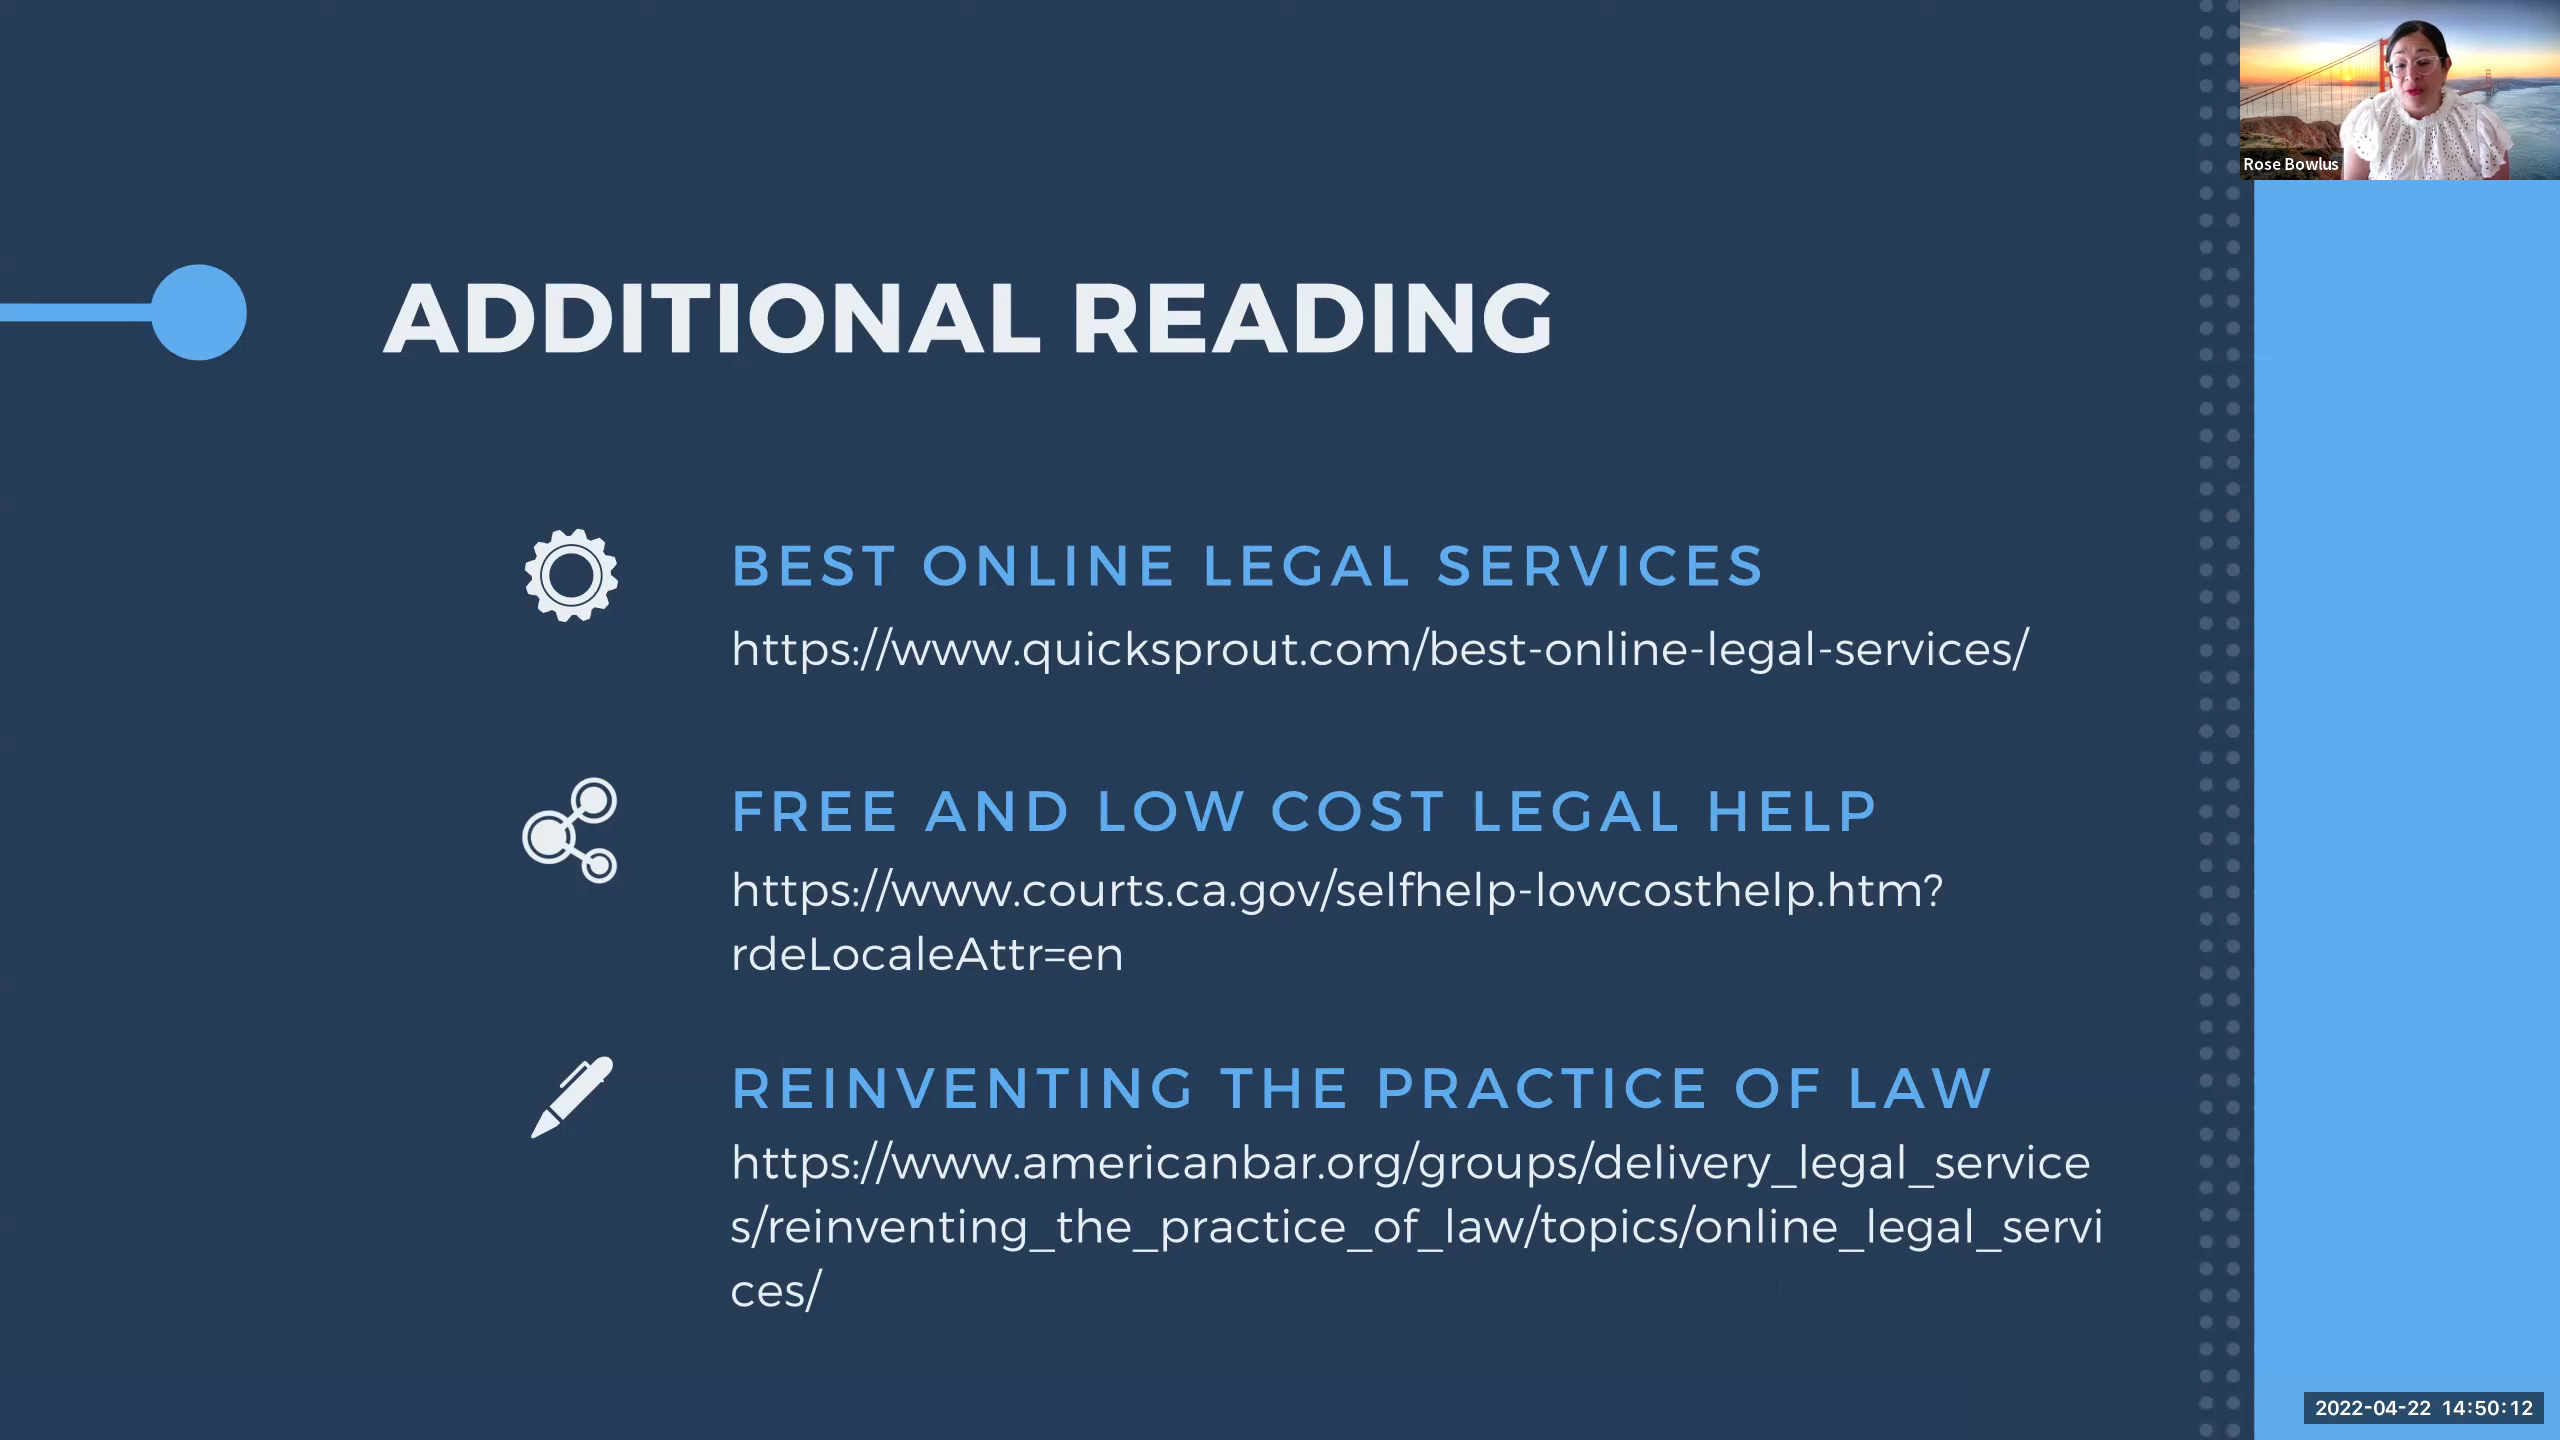 Rose Bowlus
ADDITIONAL READING
BEST ONLINE LEGAL SERVICES
https://www.quicksprout.com/best-online-legal-services/
FREE AND LOW COST LEGAL HELP
https://www.courts.ca.gov/selfhelp-lowcosthelp.htm?
rdeLocaleAttr=en
REINVENTING THE PRACTICE OF LAW
https://www.americanbar.org/groups/delivery_legal_service
s/reinventing_the_practice_of_law/topics/online_legal_servi
ces/
2022-04-22 14:50:12